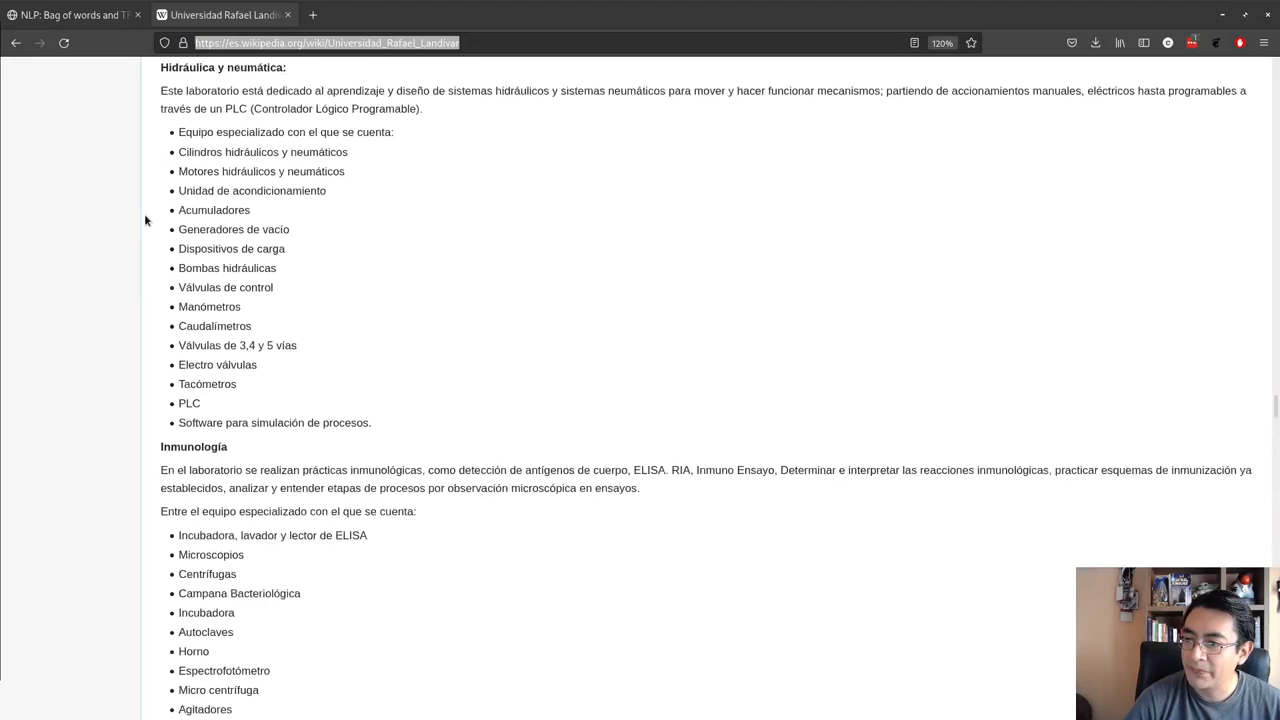 NLP: Bag of words and TF
Universidad Rafael Landív
https://es.wikipedia.org/wiki/Universidad_Rafael_Landívar
120%
Hidráulica y neumática:
Este laboratorio está dedicado al aprendizaje y diseño de sistemas hidráulicos y sistemas neumáticos para mover y hacer funcionar mecanismos; partiendo de accionamientos manuales, eléctricos hasta programables a
través de un PLC (Controlador Lógico Programable).
• Equipo especializado con el que se cuenta:
• Cilindros hidráulicos y neumáticos
• Motores hidráulicos y neumáticos
• Unidad de acondicionamiento
• Acumuladores
• Generadores de vacío
• Dispositivos de carga
• Bombas hidráulicas
• Válvulas de control
• Manómetros
• Caudalímetros
• Válvulas de 3,4 y 5 vías
• Electro válvulas
• Tacómetros
• PLC
• Software para simulación de procesos.
Inmunología
En el laboratorio se realizan prácticas inmunológicas, como detección de antígenos de cuerpo, ELISA. RIA, Inmuno Ensayo, Determinar e interpretar las reacciones inmunológicas, practicar esquemas de inmunización ya
establecidos, analizar y entender etapas de procesos por observación microscópica en ensayos.
Entre el equipo especializado con el que se cuenta:
• Incubadora, lavador y lector de ELISA
• Microscopios
• Centrífugas
• Campana Bacteriológica
• Incubadora
• Autoclaves
• Horno
• Espectrofotómetro
• Micro centrífuga
• Agitadores